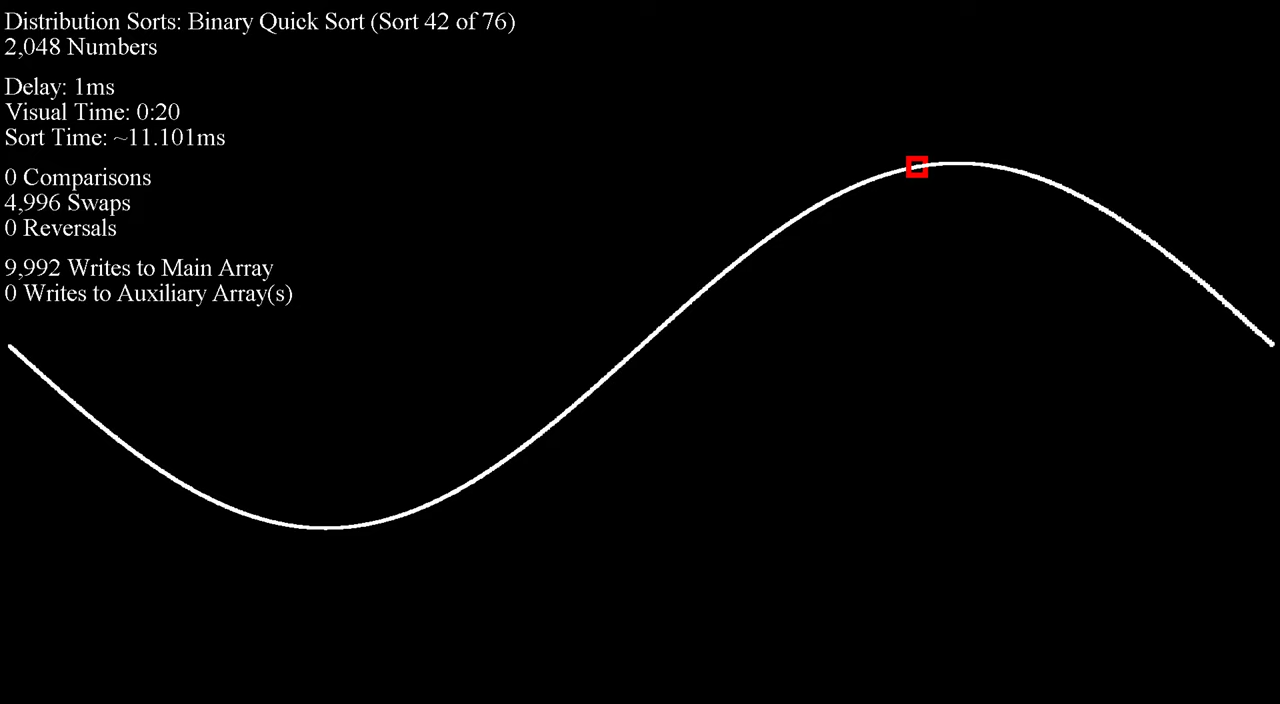 Distribution Sorts: Binary Quick Sort (Sort 42 of 76)
2,048 Numbers
Delay: 1ms
Visual Time: 0:20
Sort Time: ~11.101ms
0 Comparisons
4,996 Swaps
0 Reversals
9,992 Writes to Main Array
0 Writes to Auxiliary Array(s)